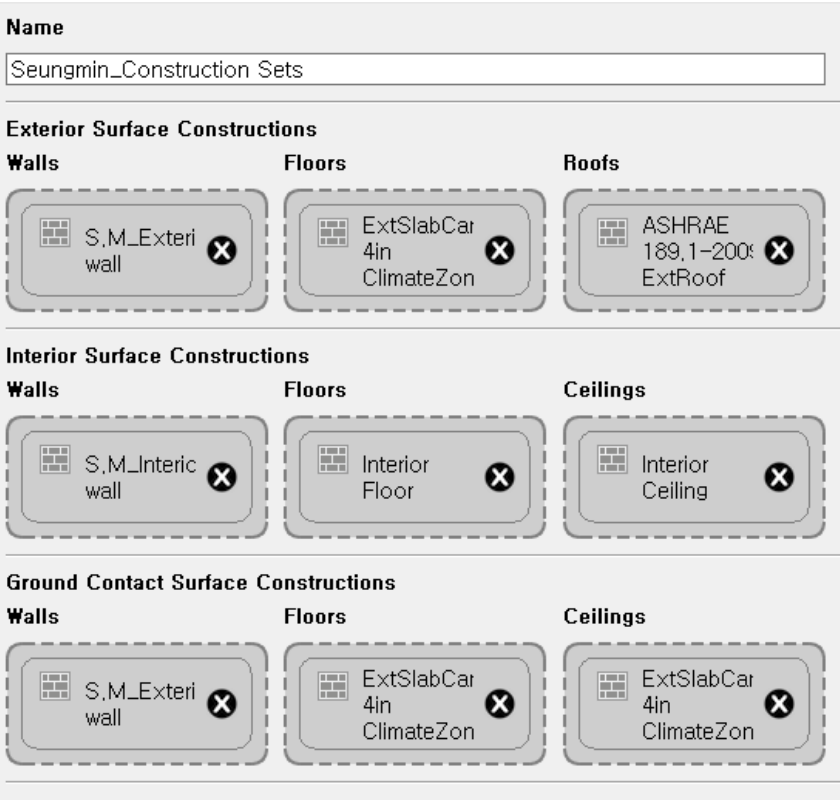 Name
Seungmin_Construction Sets
Exterior Surface Constructions
Walls Floors Roofs
S.M_Exteri
wall
ExtSlabCar
4in
ClimateZon
ASHRAE
189.1-2009
ExtRoof
Interior Surface Constructions
Walls Floors Ceilings
S.M_Interic
wall
Interior
Floor
Interior
Ceiling
Ground Contact Surface Constructions
Walls Floors Ceilings
S.M_Exteri
wall
ExtSlabCar
4in
ClimateZon
ExtSlabCar
4in
ClimateZon